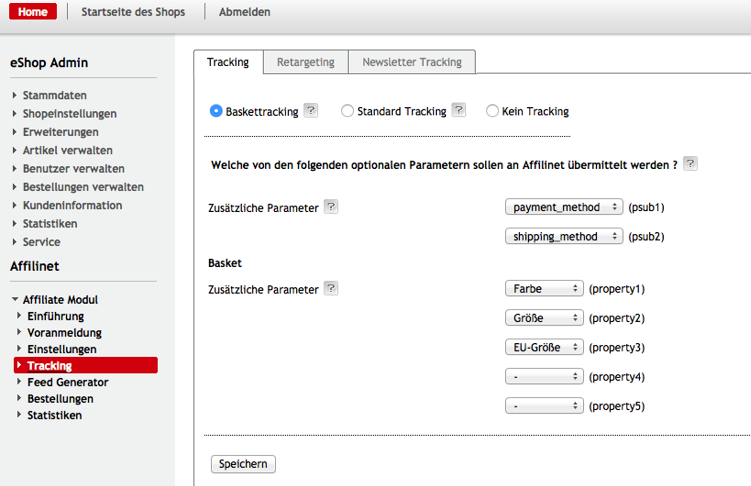 Home Startseite des Shops Abmelden
eShop Admin
Stammdaten
Shopeinstellungen
Erweiterungen
Artikel verwalten
Benutzer verwalten
Bestellungen verwalten
Kundeninformation
Statistiken
Service
Affilinet
Affiliate Modul
Einführung
Voranmeldung
Einstellungen
Tracking
Feed Generator
Bestellungen
Statistiken
Tracking Retargeting Newsletter Tracking
Baskettracking ? Standard Tracking ? Kein Tracking
Welche von den folgenden optionalen Parametern sollen an Affilinet übermittelt werden ? ?
Zusätzliche Parameter ? payment_method (psub1)
shipping_method (psub2)
Basket
Zusätzliche Parameter ? Farbe (property1)
Größe (property2)
EU-Größe (property3)
- (property4)
- (property5)
Speichern